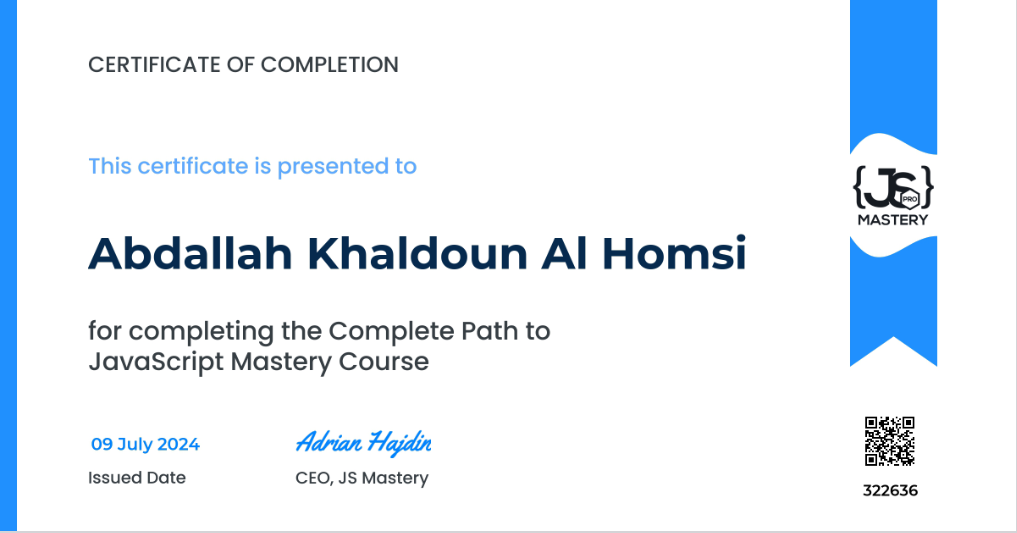 CERTIFICATE OF COMPLETION
This certificate is presented to
{JS}
PRO
MASTERY
Abdallah Khaldoun Al Homsi
for completing the Complete Path to
JavaScript Mastery Course
09 July 2024
Adrian Hajdin
Issued Date
CEO, JS Mastery
322636